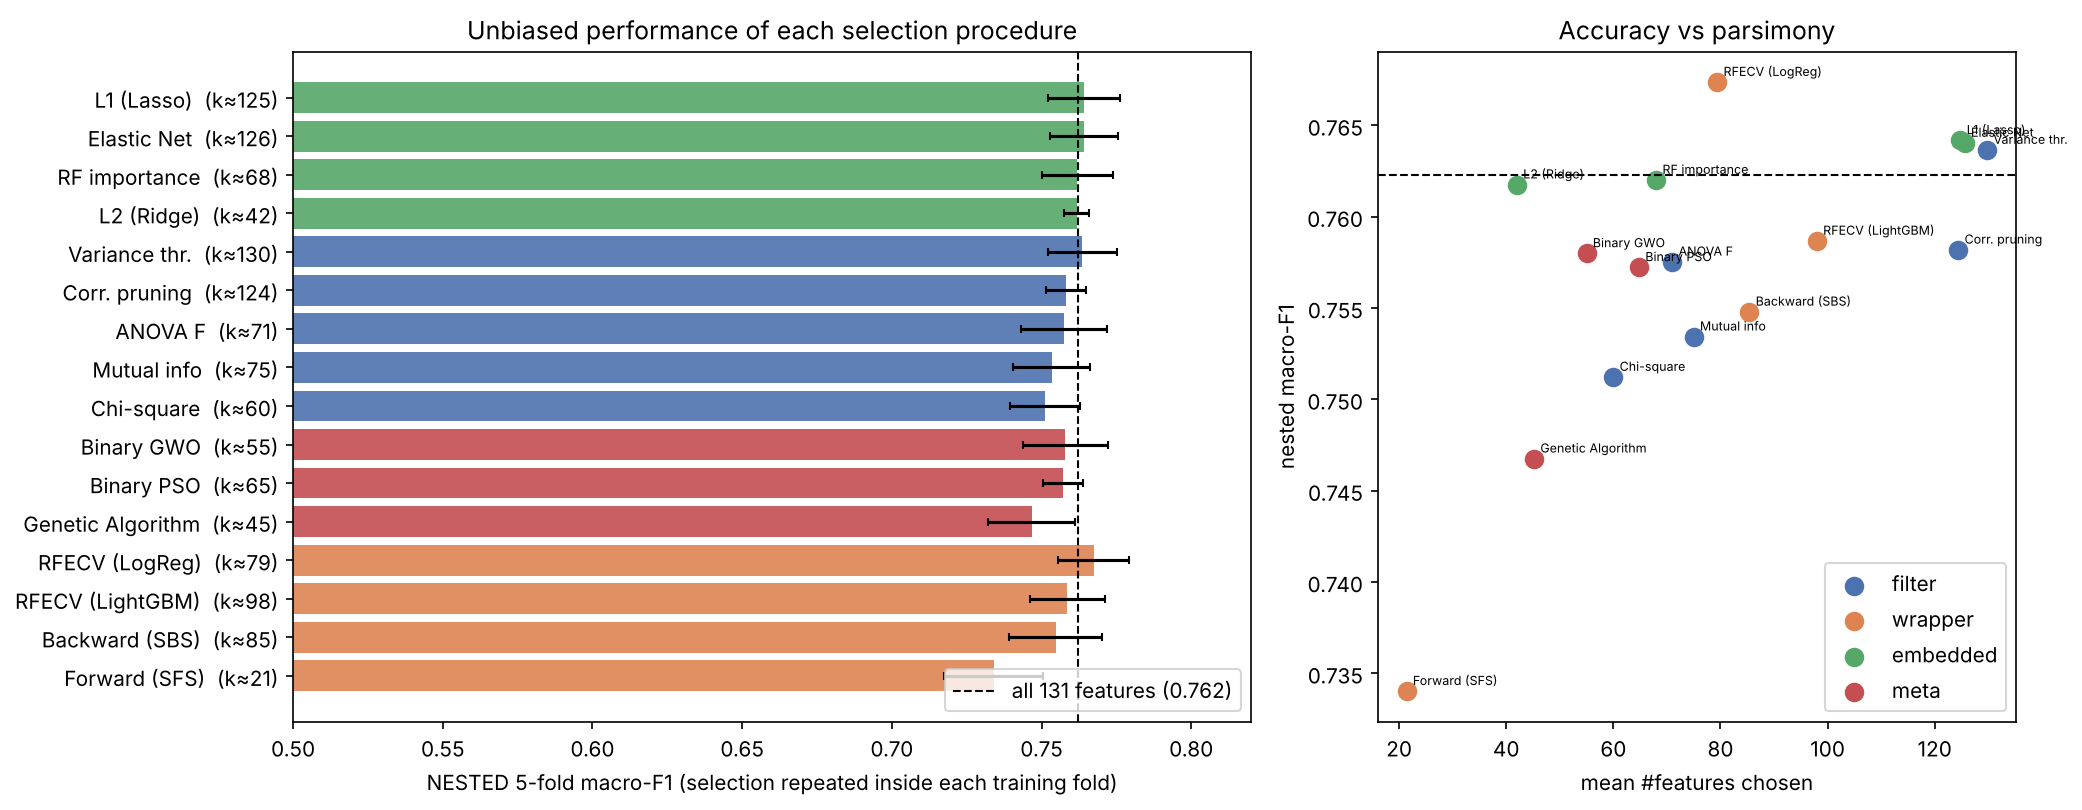 Unbiased performance of each selection procedure
L1 (Lasso)  (k≈125)
Elastic Net  (k≈126)
RF importance  (k≈68)
L2 (Ridge)  (k≈42)
Variance thr.  (k≈130)
Corr. pruning  (k≈124)
ANOVA F  (k≈71)
Mutual info  (k≈75)
Chi-square  (k≈60)
Binary GWO  (k≈55)
Binary PSO  (k≈65)
Genetic Algorithm  (k≈45)
RFECV (LogReg)  (k≈79)
RFECV (LightGBM)  (k≈98)
Backward (SBS)  (k≈85)
Forward (SFS)  (k≈21)
all 131 features (0.762)
0.50 0.55 0.60 0.65 0.70 0.75 0.80
NESTED 5-fold macro-F1 (selection repeated inside each training fold)
Accuracy vs parsimony
nested macro-F1
0.765
0.760
0.755
0.750
0.745
0.740
0.735
RFECV (LogReg)
L1 (Lasso)
Elastic Net
Variance thr.
L2 (Ridge)
RF importance
RFECV (LightGBM)
Corr. pruning
Binary GWO
ANOVA F
Binary PSO
Backward (SBS)
Mutual info
Chi-square
Genetic Algorithm
Forward (SFS)
filter
wrapper
embedded
meta
20 40 60 80 100 120
mean #features chosen